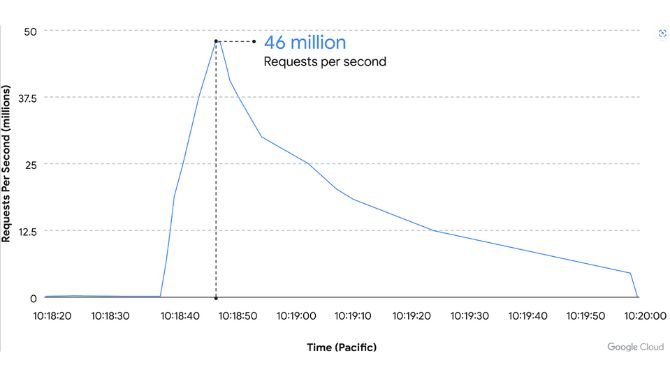 50
46 million
Requests per second
37.5
25
12.5
0
Requests Per Second (millions)
10:18:20 10:18:30 10:18:40 10:18:50 10:19:00 10:19:10 10:19:20 10:19:30 10:19:40 10:19:50 10:20:00
Time (Pacific)
Google Cloud